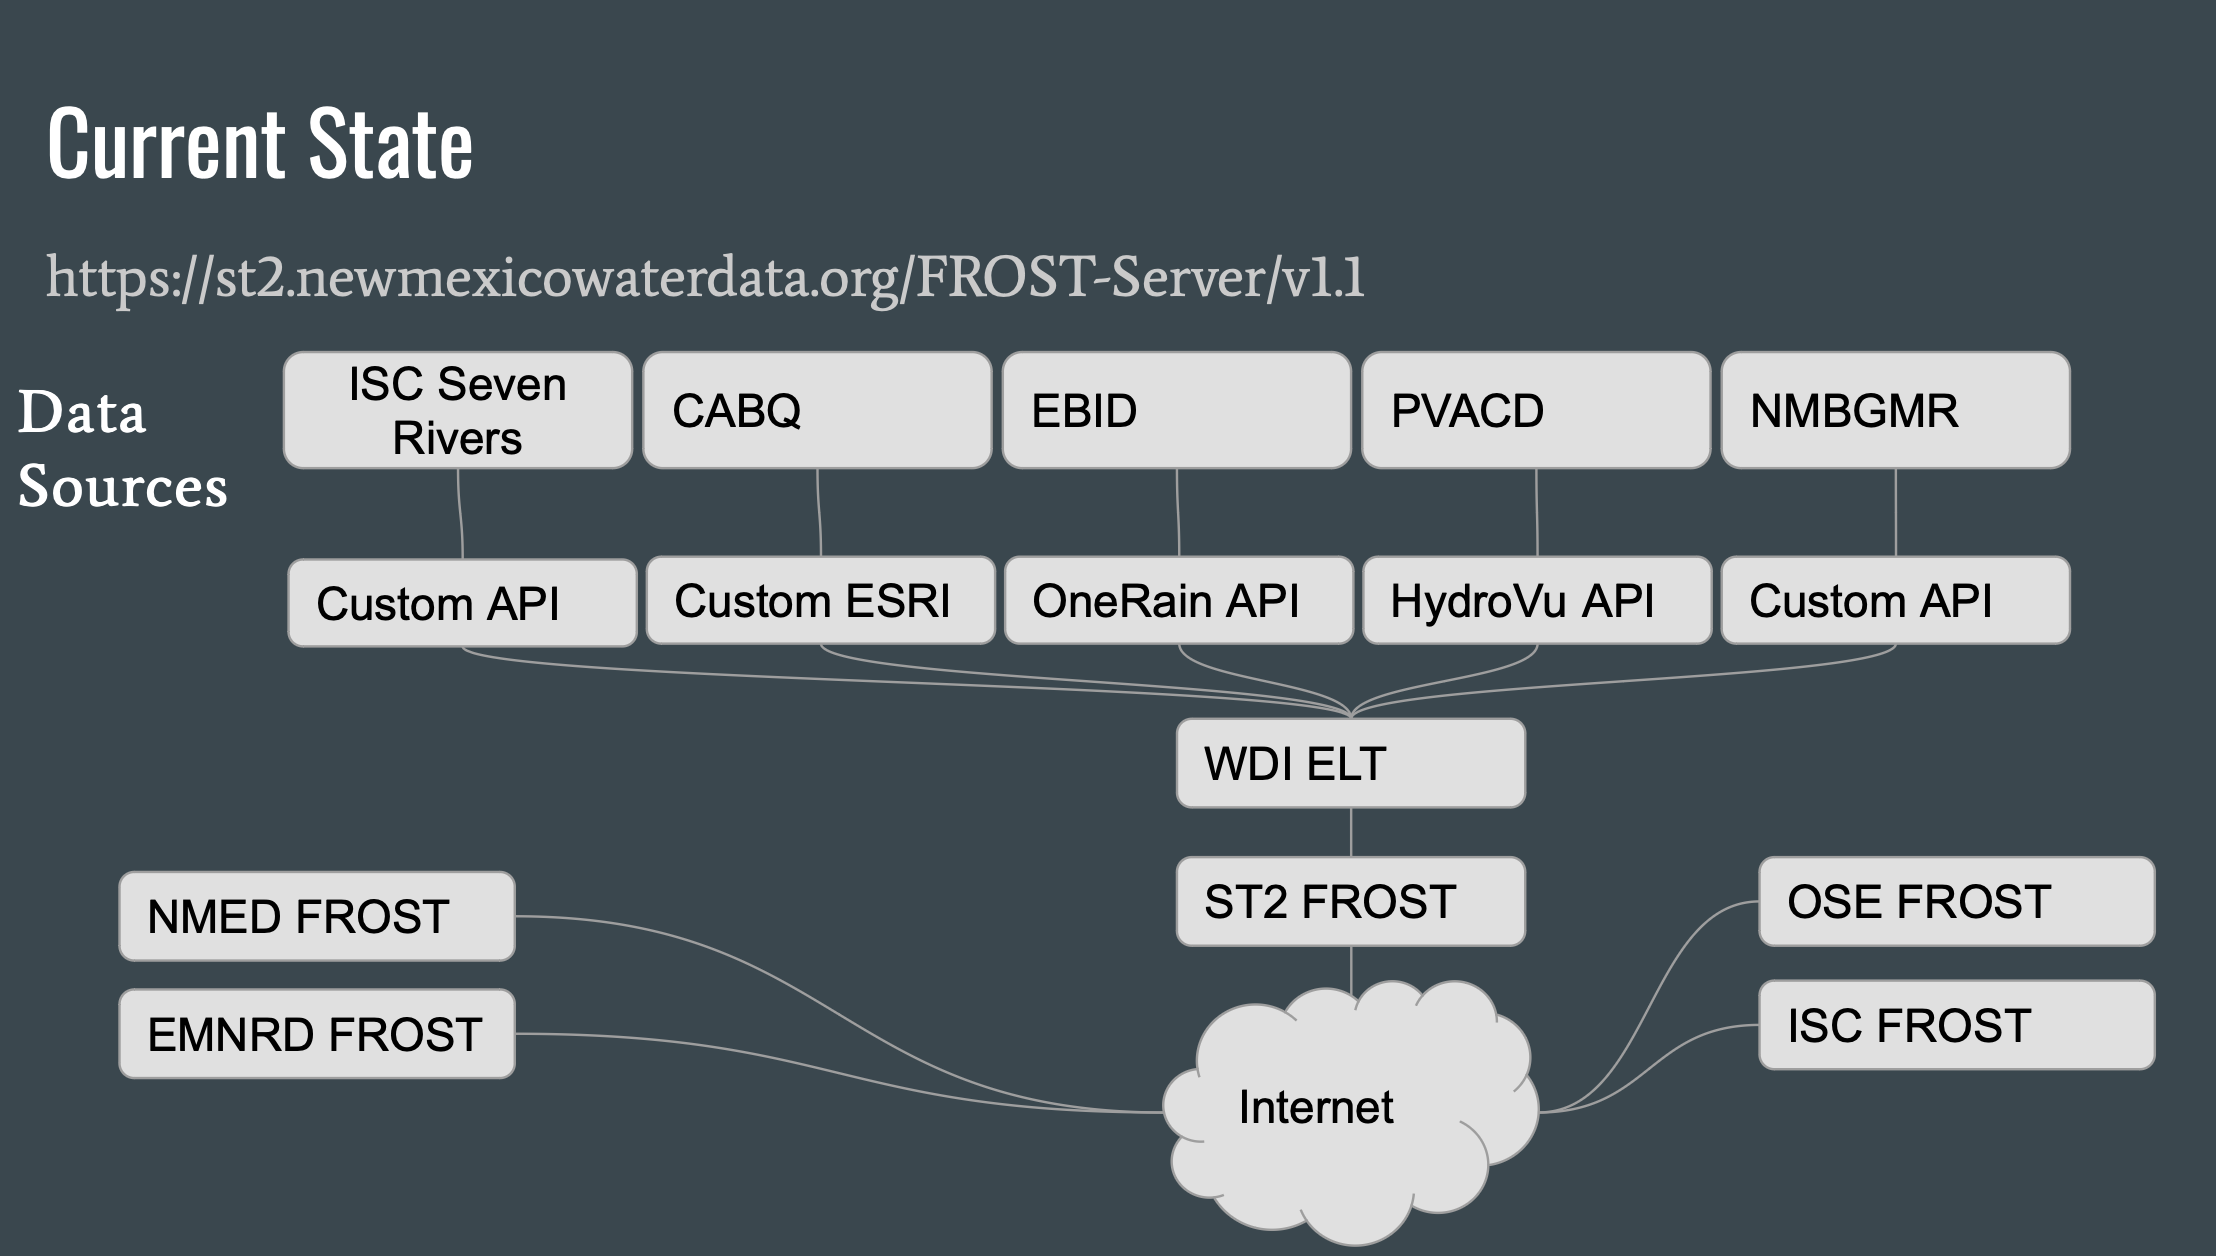 Current State
https://st2.newmexicowaterdata.org/FROST-Server/v1.1
Data
Sources
ISC Seven
Rivers
CABQ
EBID
PVACD
NMBGMR
Custom API
Custom ESRI
OneRain API
HydroVu API
Custom API
WDI ELT
ST2 FROST
NMED FROST
EMNRD FROST
OSE FROST
ISC FROST
Internet